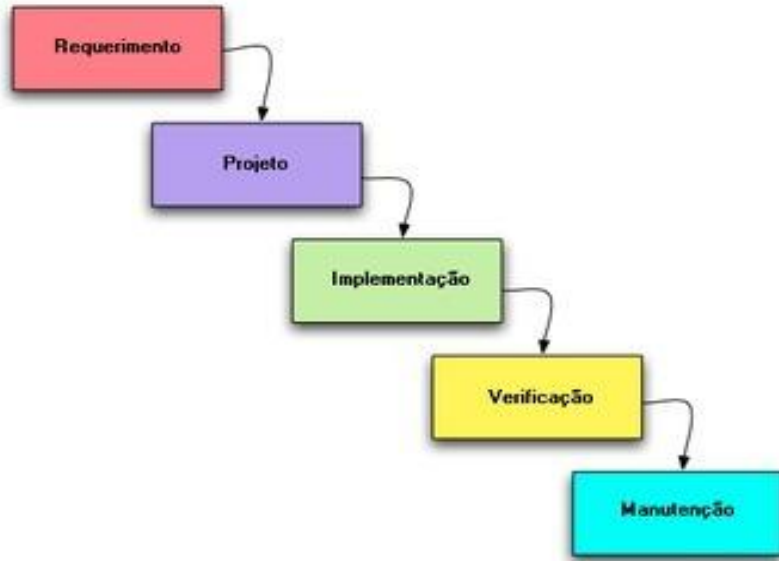 Requerimento
Projeto
Implementação
Verificação
Manutenção